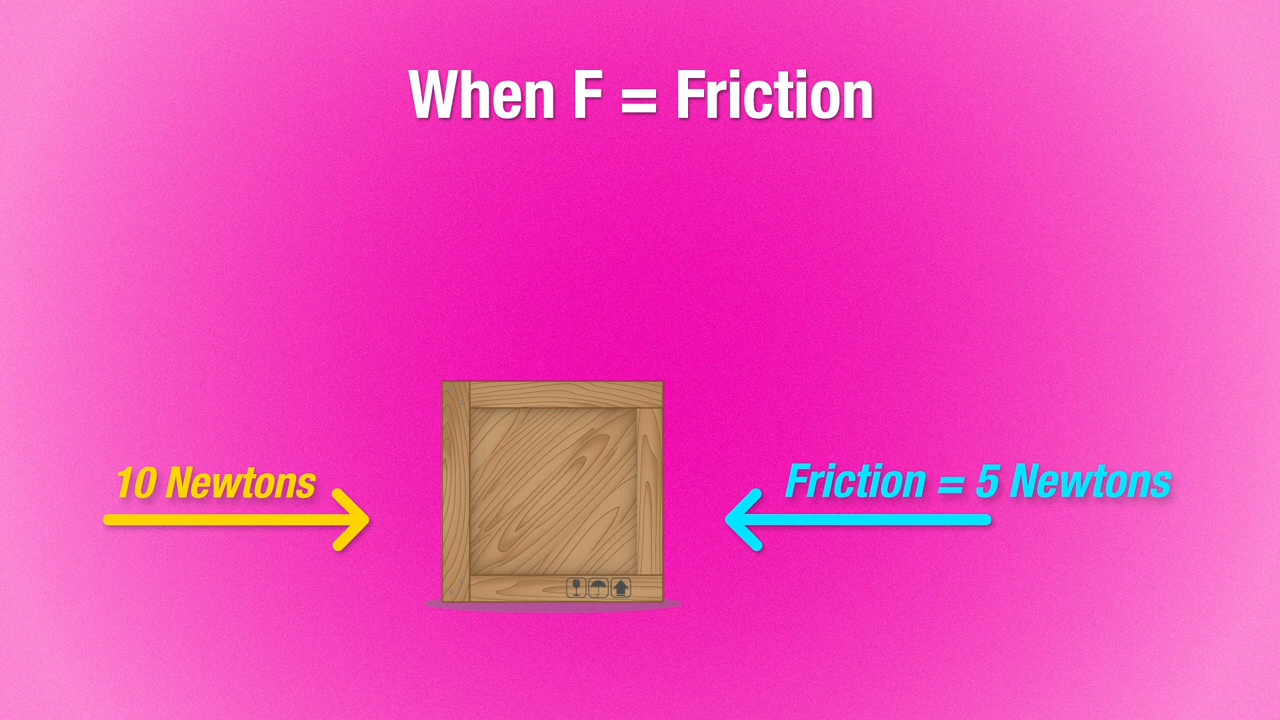 When F = Friction
10 Newtons
Friction = 5 Newtons